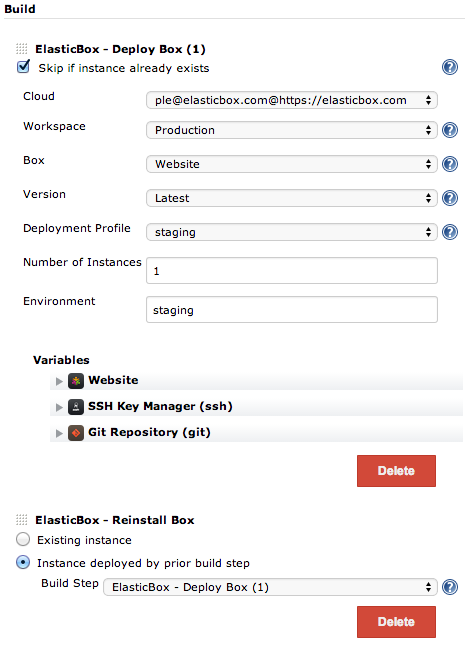 Build
ElasticBox - Deploy Box (1)
Skip if instance already exists
?
Cloud
ple@elasticbox.com@https://elasticbox.com
Workspace
Production
?
Box
Website
?
Version
Latest
?
Deployment Profile
staging
?
Number of Instances
1
Environment
staging
Variables
Website
SSH Key Manager (ssh)
Git Repository (git)
Delete
ElasticBox - Reinstall Box
Existing instance
Instance deployed by prior build step
Build Step
ElasticBox - Deploy Box (1)
?
Delete